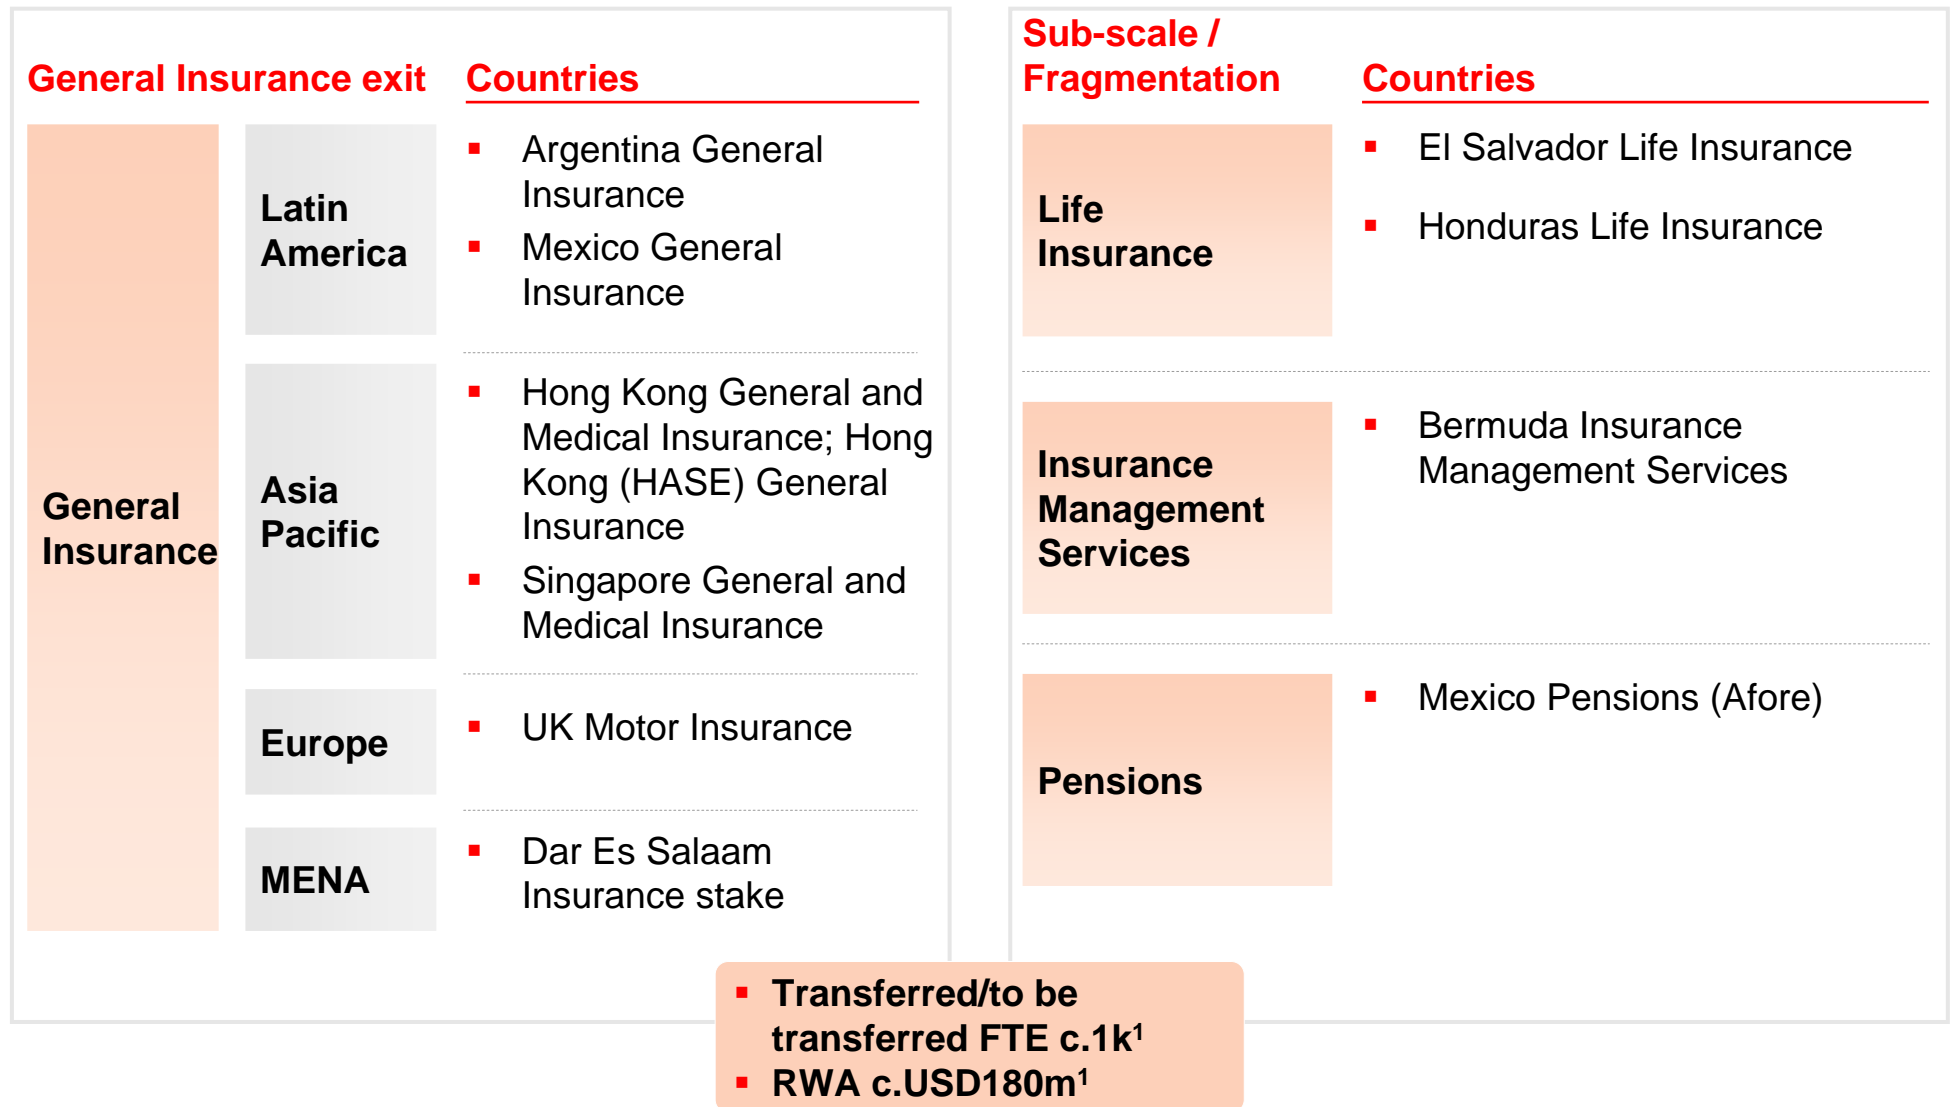 General Insurance exit
Countries
General
Insurance
Latin
America
▪ Argentina General
Insurance
▪ Mexico General
Insurance
Asia
Pacific
▪ Hong Kong General and
Medical Insurance; Hong
Kong (HASE) General
Insurance
▪ Singapore General and
Medical Insurance
Europe
▪ UK Motor Insurance
MENA
▪ Dar Es Salaam
Insurance stake
Sub-scale /
Fragmentation
Countries
Life
Insurance
▪ El Salvador Life Insurance
▪ Honduras Life Insurance
Insurance
Management
Services
▪ Bermuda Insurance
Management Services
Pensions
▪ Mexico Pensions (Afore)
▪ Transferred/to be
transferred FTE c.1k¹
▪ RWA c.USD180m¹